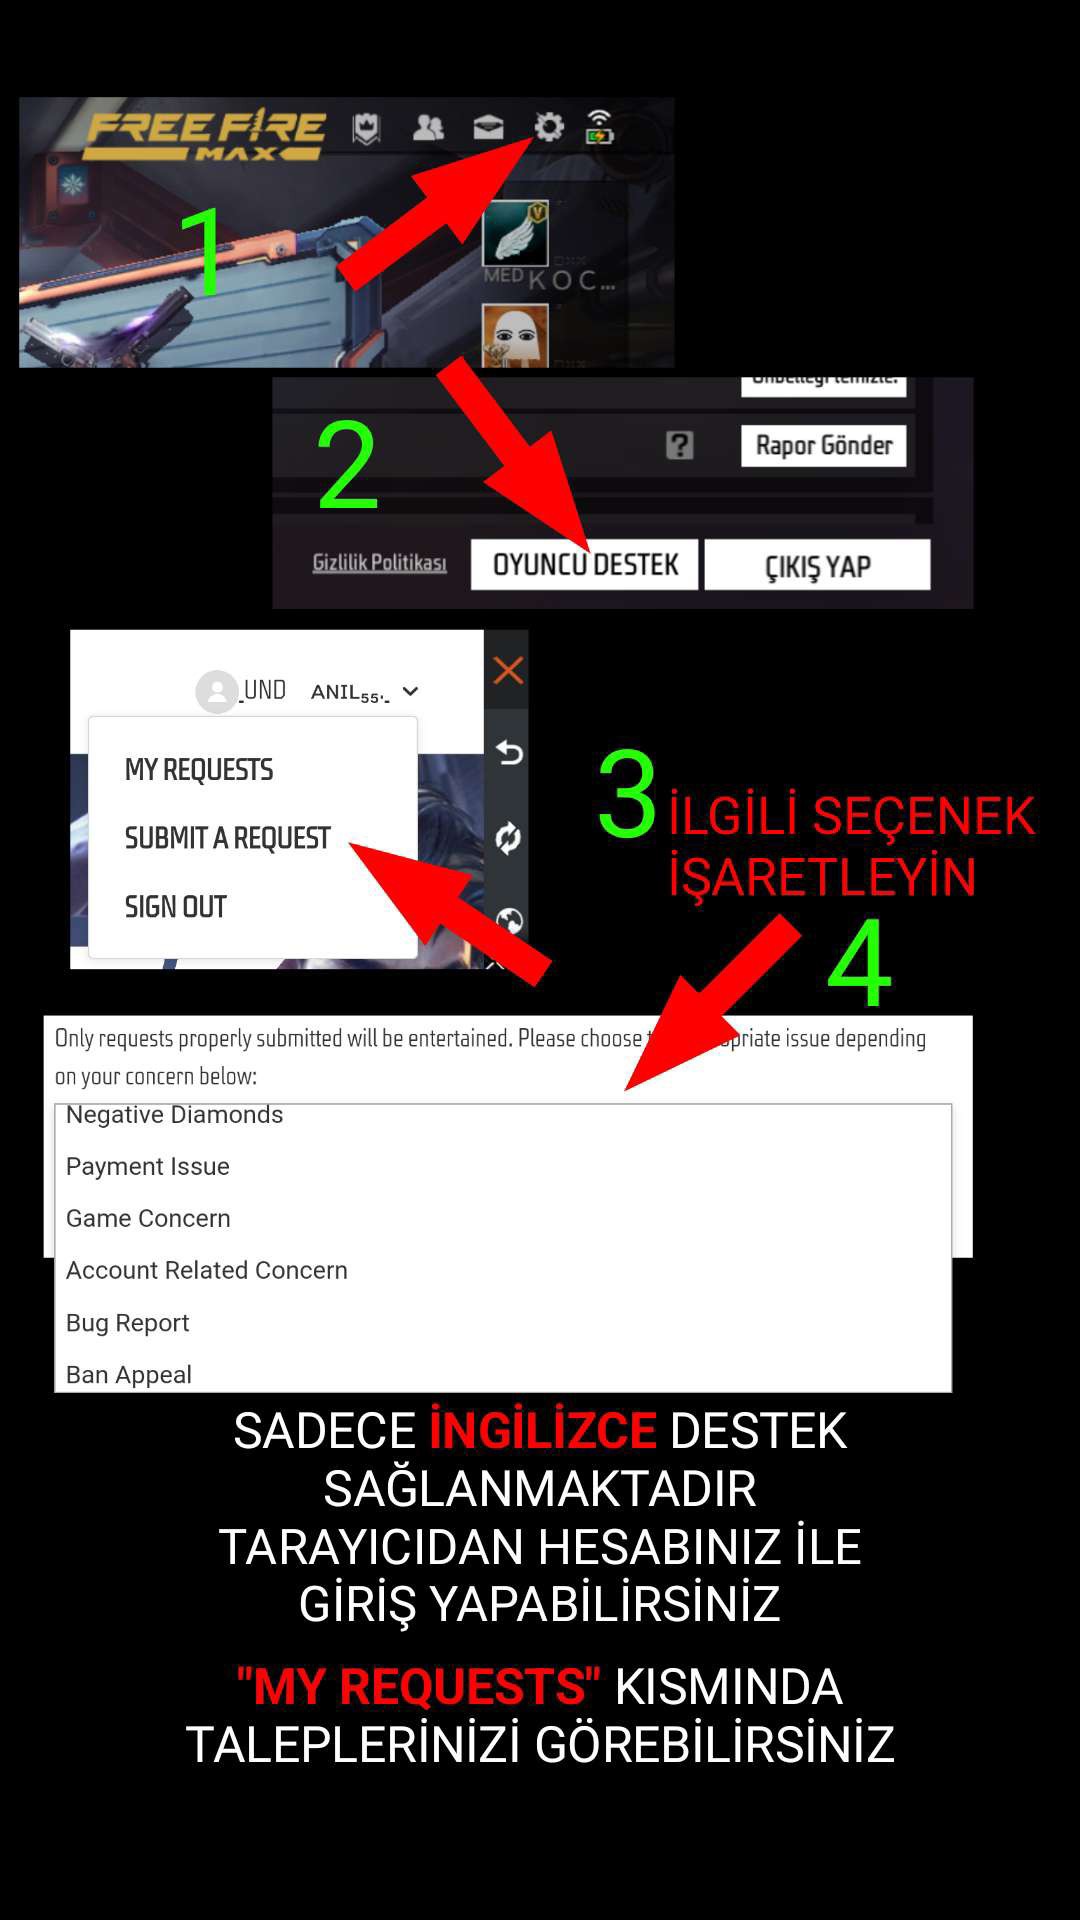 FREE FIRE
MAX
1
V
MED K O C ...
Önbelleği temizle.
2
?
Rapor Gönder
Gizlilik Politikası
OYUNCU DESTEK
ÇIKIŞ YAP
_UND ANIL₅₅'._
MY REQUESTS
SUBMIT A REQUEST
SIGN OUT
3
İLGİLİ SEÇENEK
İŞARETLEYİN
4
Only requests properly submitted will be entertained. Please choose issue depending
on your concern below:
Negative Diamonds
Payment Issue
Game Concern
Account Related Concern
Bug Report
Ban Appeal
SADECE İNGİLİZCE DESTEK
SAĞLANMAKTADIR
TARAYICIDAN HESABINIZ İLE
GİRİŞ YAPABİLİRSİNİZ
"MY REQUESTS" KISMINDA
TALEPLERİNİZİ GÖREBİLİRSİNİZ